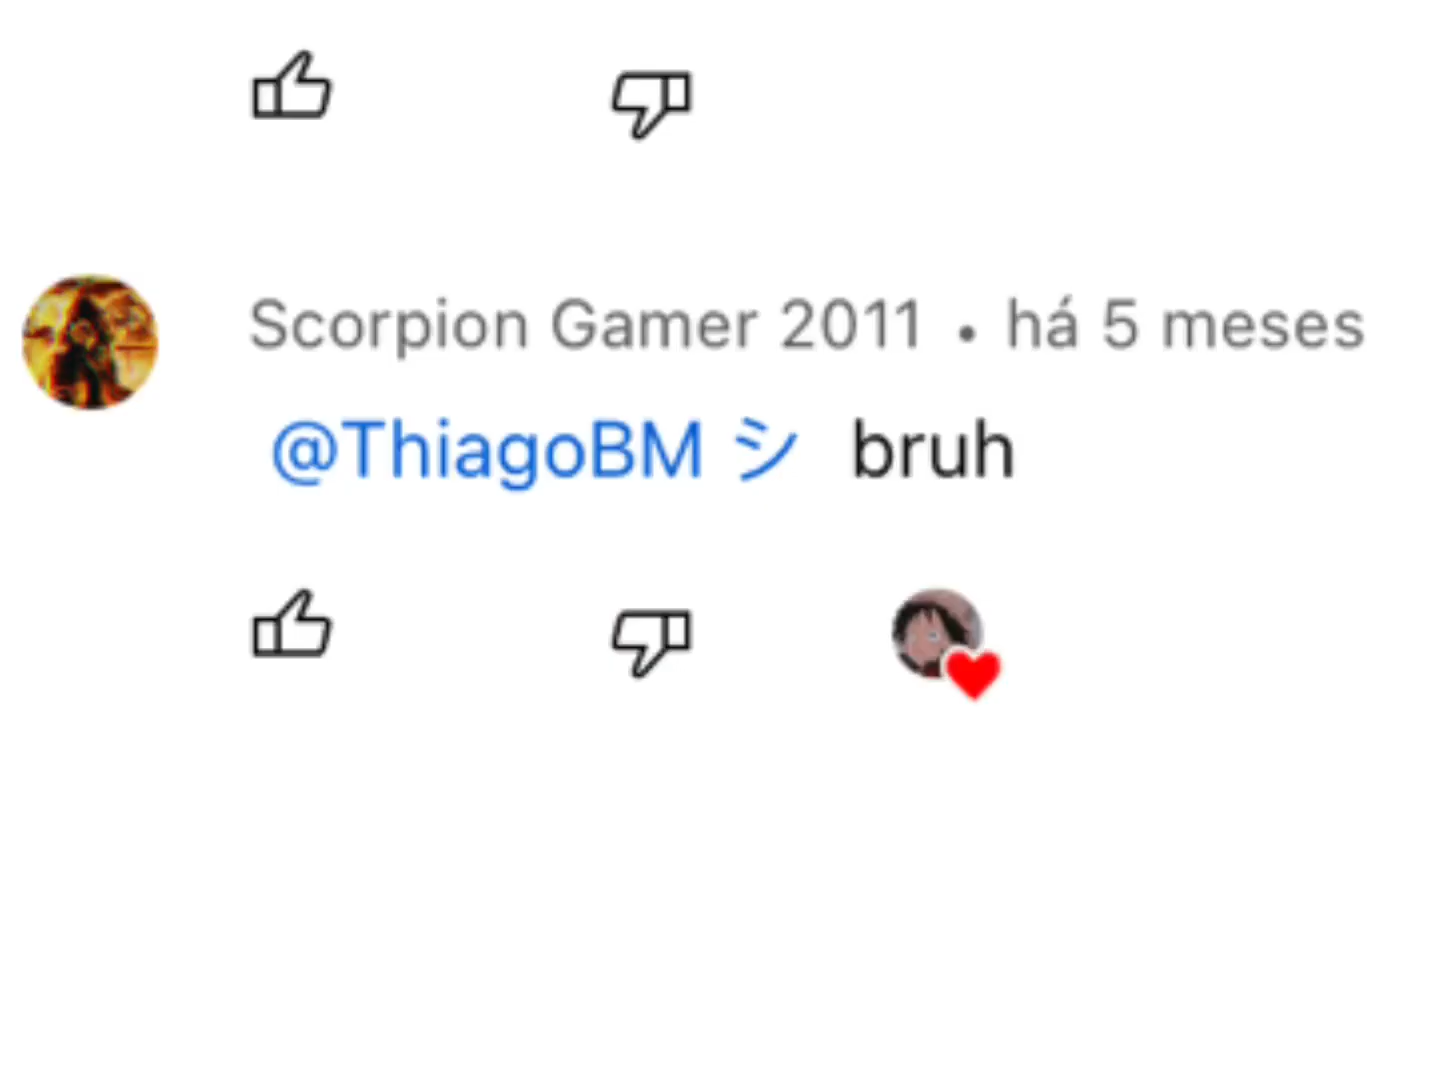 Scorpion Gamer 2011 • há 5 meses
@ThiagoBM シ bruh